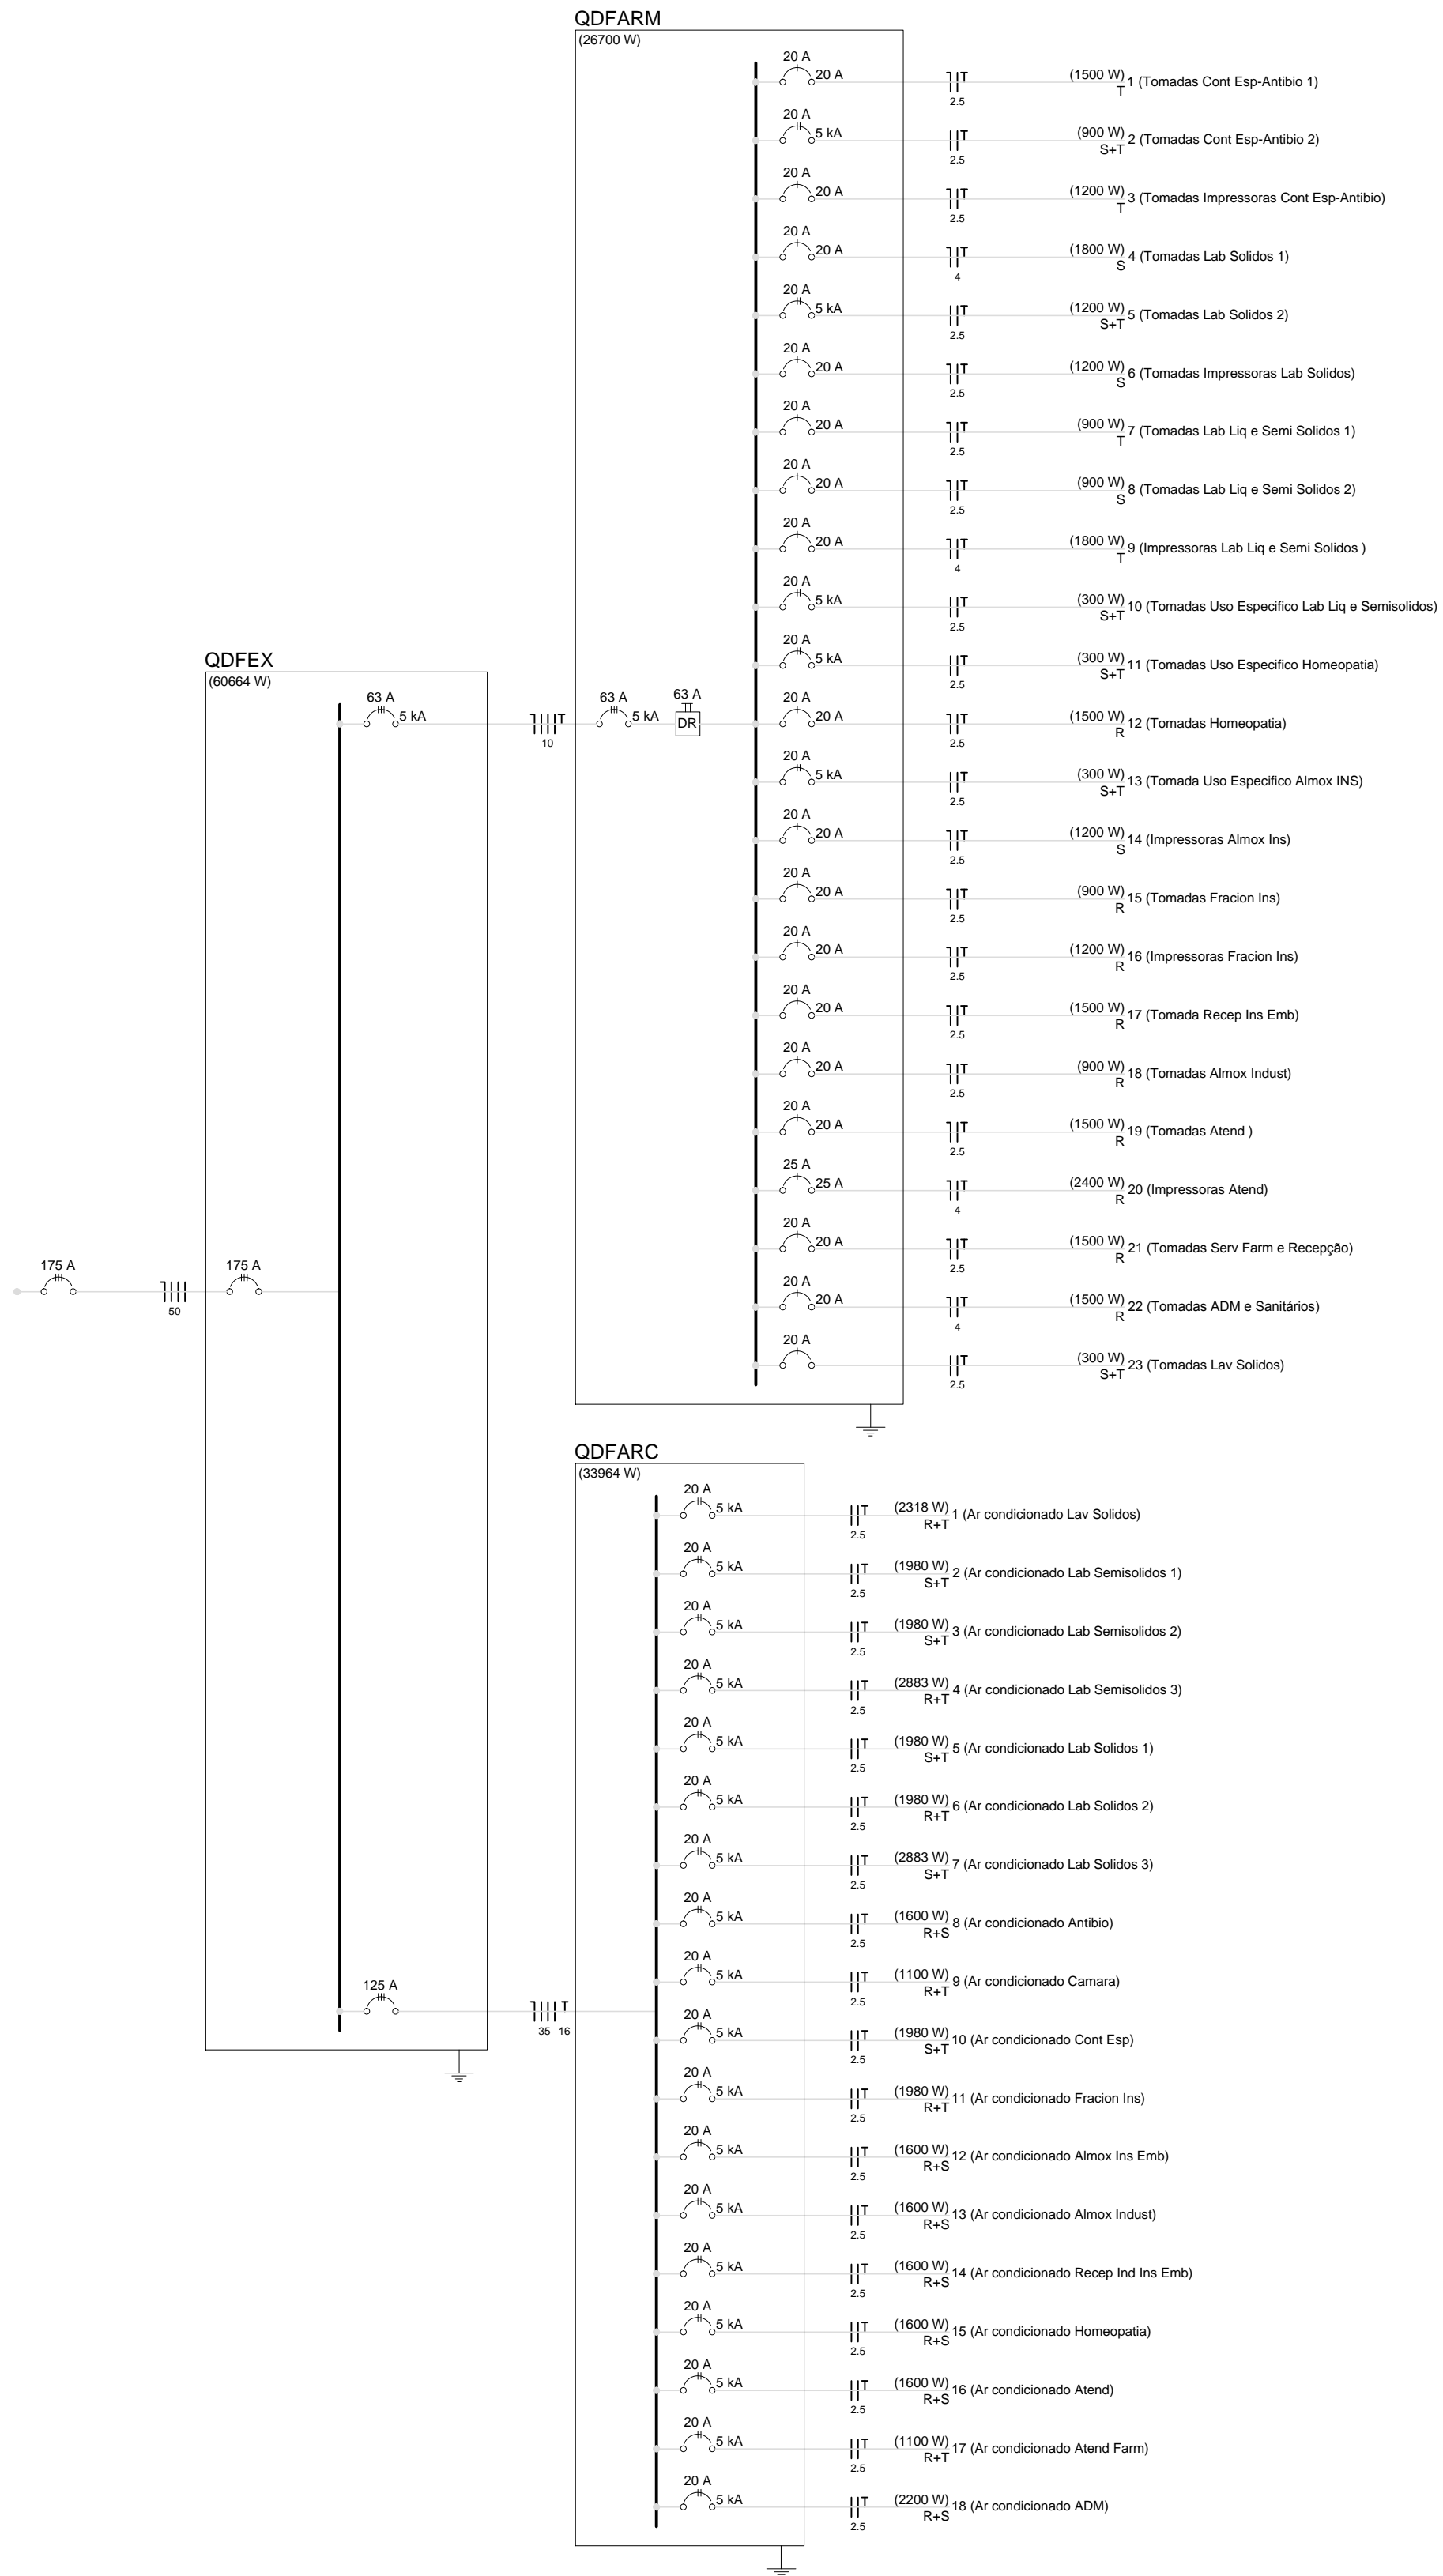 QDFARM
(26700 W)
20 A
20 A
T
2.5
(1500 W)
T
1 (Tomadas Cont Esp-Antibio 1)
20 A
5 kA
T
2.5
(900 W)
S+T
2 (Tomadas Cont Esp-Antibio 2)
20 A
20 A
T
2.5
(1200 W)
T
3 (Tomadas Impressoras Cont Esp-Antibio)
20 A
20 A
T
4
(1800 W)
S
4 (Tomadas Lab Solidos 1)
20 A
5 kA
T
2.5
(1200 W)
S+T
5 (Tomadas Lab Solidos 2)
20 A
20 A
T
2.5
(1200 W)
S
6 (Tomadas Impressoras Lab Solidos)
20 A
20 A
T
2.5
(900 W)
T
7 (Tomadas Lab Liq e Semi Solidos 1)
20 A
20 A
T
2.5
(900 W)
S
8 (Tomadas Lab Liq e Semi Solidos 2)
20 A
20 A
T
4
(1800 W)
T
9 (Impressoras Lab Liq e Semi Solidos )
20 A
5 kA
T
2.5
(300 W)
S+T
10 (Tomadas Uso Especifico Lab Liq e Semisolidos)
20 A
5 kA
T
2.5
(300 W)
S+T
11 (Tomadas Uso Especifico Homeopatia)
QDFEX
(60664 W)
63 A
5 kA
T
10
63 A
5 kA
63 A
DR
20 A
20 A
T
2.5
(1500 W)
R
12 (Tomadas Homeopatia)
20 A
5 kA
T
2.5
(300 W)
S+T
13 (Tomada Uso Especifico Almox INS)
20 A
20 A
T
2.5
(1200 W)
S
14 (Impressoras Almox Ins)
20 A
20 A
T
2.5
(900 W)
R
15 (Tomadas Fracion Ins)
20 A
20 A
T
2.5
(1200 W)
R
16 (Impressoras Fracion Ins)
20 A
20 A
T
2.5
(1500 W)
R
17 (Tomada Recep Ins Emb)
20 A
20 A
T
2.5
(900 W)
R
18 (Tomadas Almox Indust)
20 A
20 A
T
2.5
(1500 W)
R
19 (Tomadas Atend )
25 A
25 A
T
4
(2400 W)
R
20 (Impressoras Atend)
20 A
20 A
T
2.5
(1500 W)
R
21 (Tomadas Serv Farm e Recepção)
175 A
50
175 A
20 A
20 A
T
4
(1500 W)
R
22 (Tomadas ADM e Sanitários)
20 A
T
2.5
(300 W)
S+T
23 (Tomadas Lav Solidos)
QDFARC
(33964 W)
20 A
5 kA
T
2.5
(2318 W)
R+T
1 (Ar condicionado Lav Solidos)
20 A
5 kA
T
2.5
(1980 W)
S+T
2 (Ar condicionado Lab Semisolidos 1)
20 A
5 kA
T
2.5
(1980 W)
S+T
3 (Ar condicionado Lab Semisolidos 2)
20 A
5 kA
T
2.5
(2883 W)
R+T
4 (Ar condicionado Lab Semisolidos 3)
20 A
5 kA
T
2.5
(1980 W)
S+T
5 (Ar condicionado Lab Solidos 1)
20 A
5 kA
T
2.5
(1980 W)
R+T
6 (Ar condicionado Lab Solidos 2)
20 A
5 kA
T
2.5
(2883 W)
S+T
7 (Ar condicionado Lab Solidos 3)
20 A
5 kA
T
2.5
(1600 W)
R+S
8 (Ar condicionado Antibio)
20 A
5 kA
T
2.5
(1100 W)
R+T
9 (Ar condicionado Camara)
125 A
T
35 16
20 A
5 kA
T
2.5
(1980 W)
S+T
10 (Ar condicionado Cont Esp)
20 A
5 kA
T
2.5
(1980 W)
R+T
11 (Ar condicionado Fracion Ins)
20 A
5 kA
T
2.5
(1600 W)
R+S
12 (Ar condicionado Almox Ins Emb)
20 A
5 kA
T
2.5
(1600 W)
R+S
13 (Ar condicionado Almox Indust)
20 A
5 kA
T
2.5
(1600 W)
R+S
14 (Ar condicionado Recep Ind Ins Emb)
20 A
5 kA
T
2.5
(1600 W)
R+S
15 (Ar condicionado Homeopatia)
20 A
5 kA
T
2.5
(1600 W)
R+S
16 (Ar condicionado Atend)
20 A
5 kA
T
2.5
(1100 W)
R+T
17 (Ar condicionado Atend Farm)
20 A
5 kA
T
2.5
(2200 W)
R+S
18 (Ar condicionado ADM)